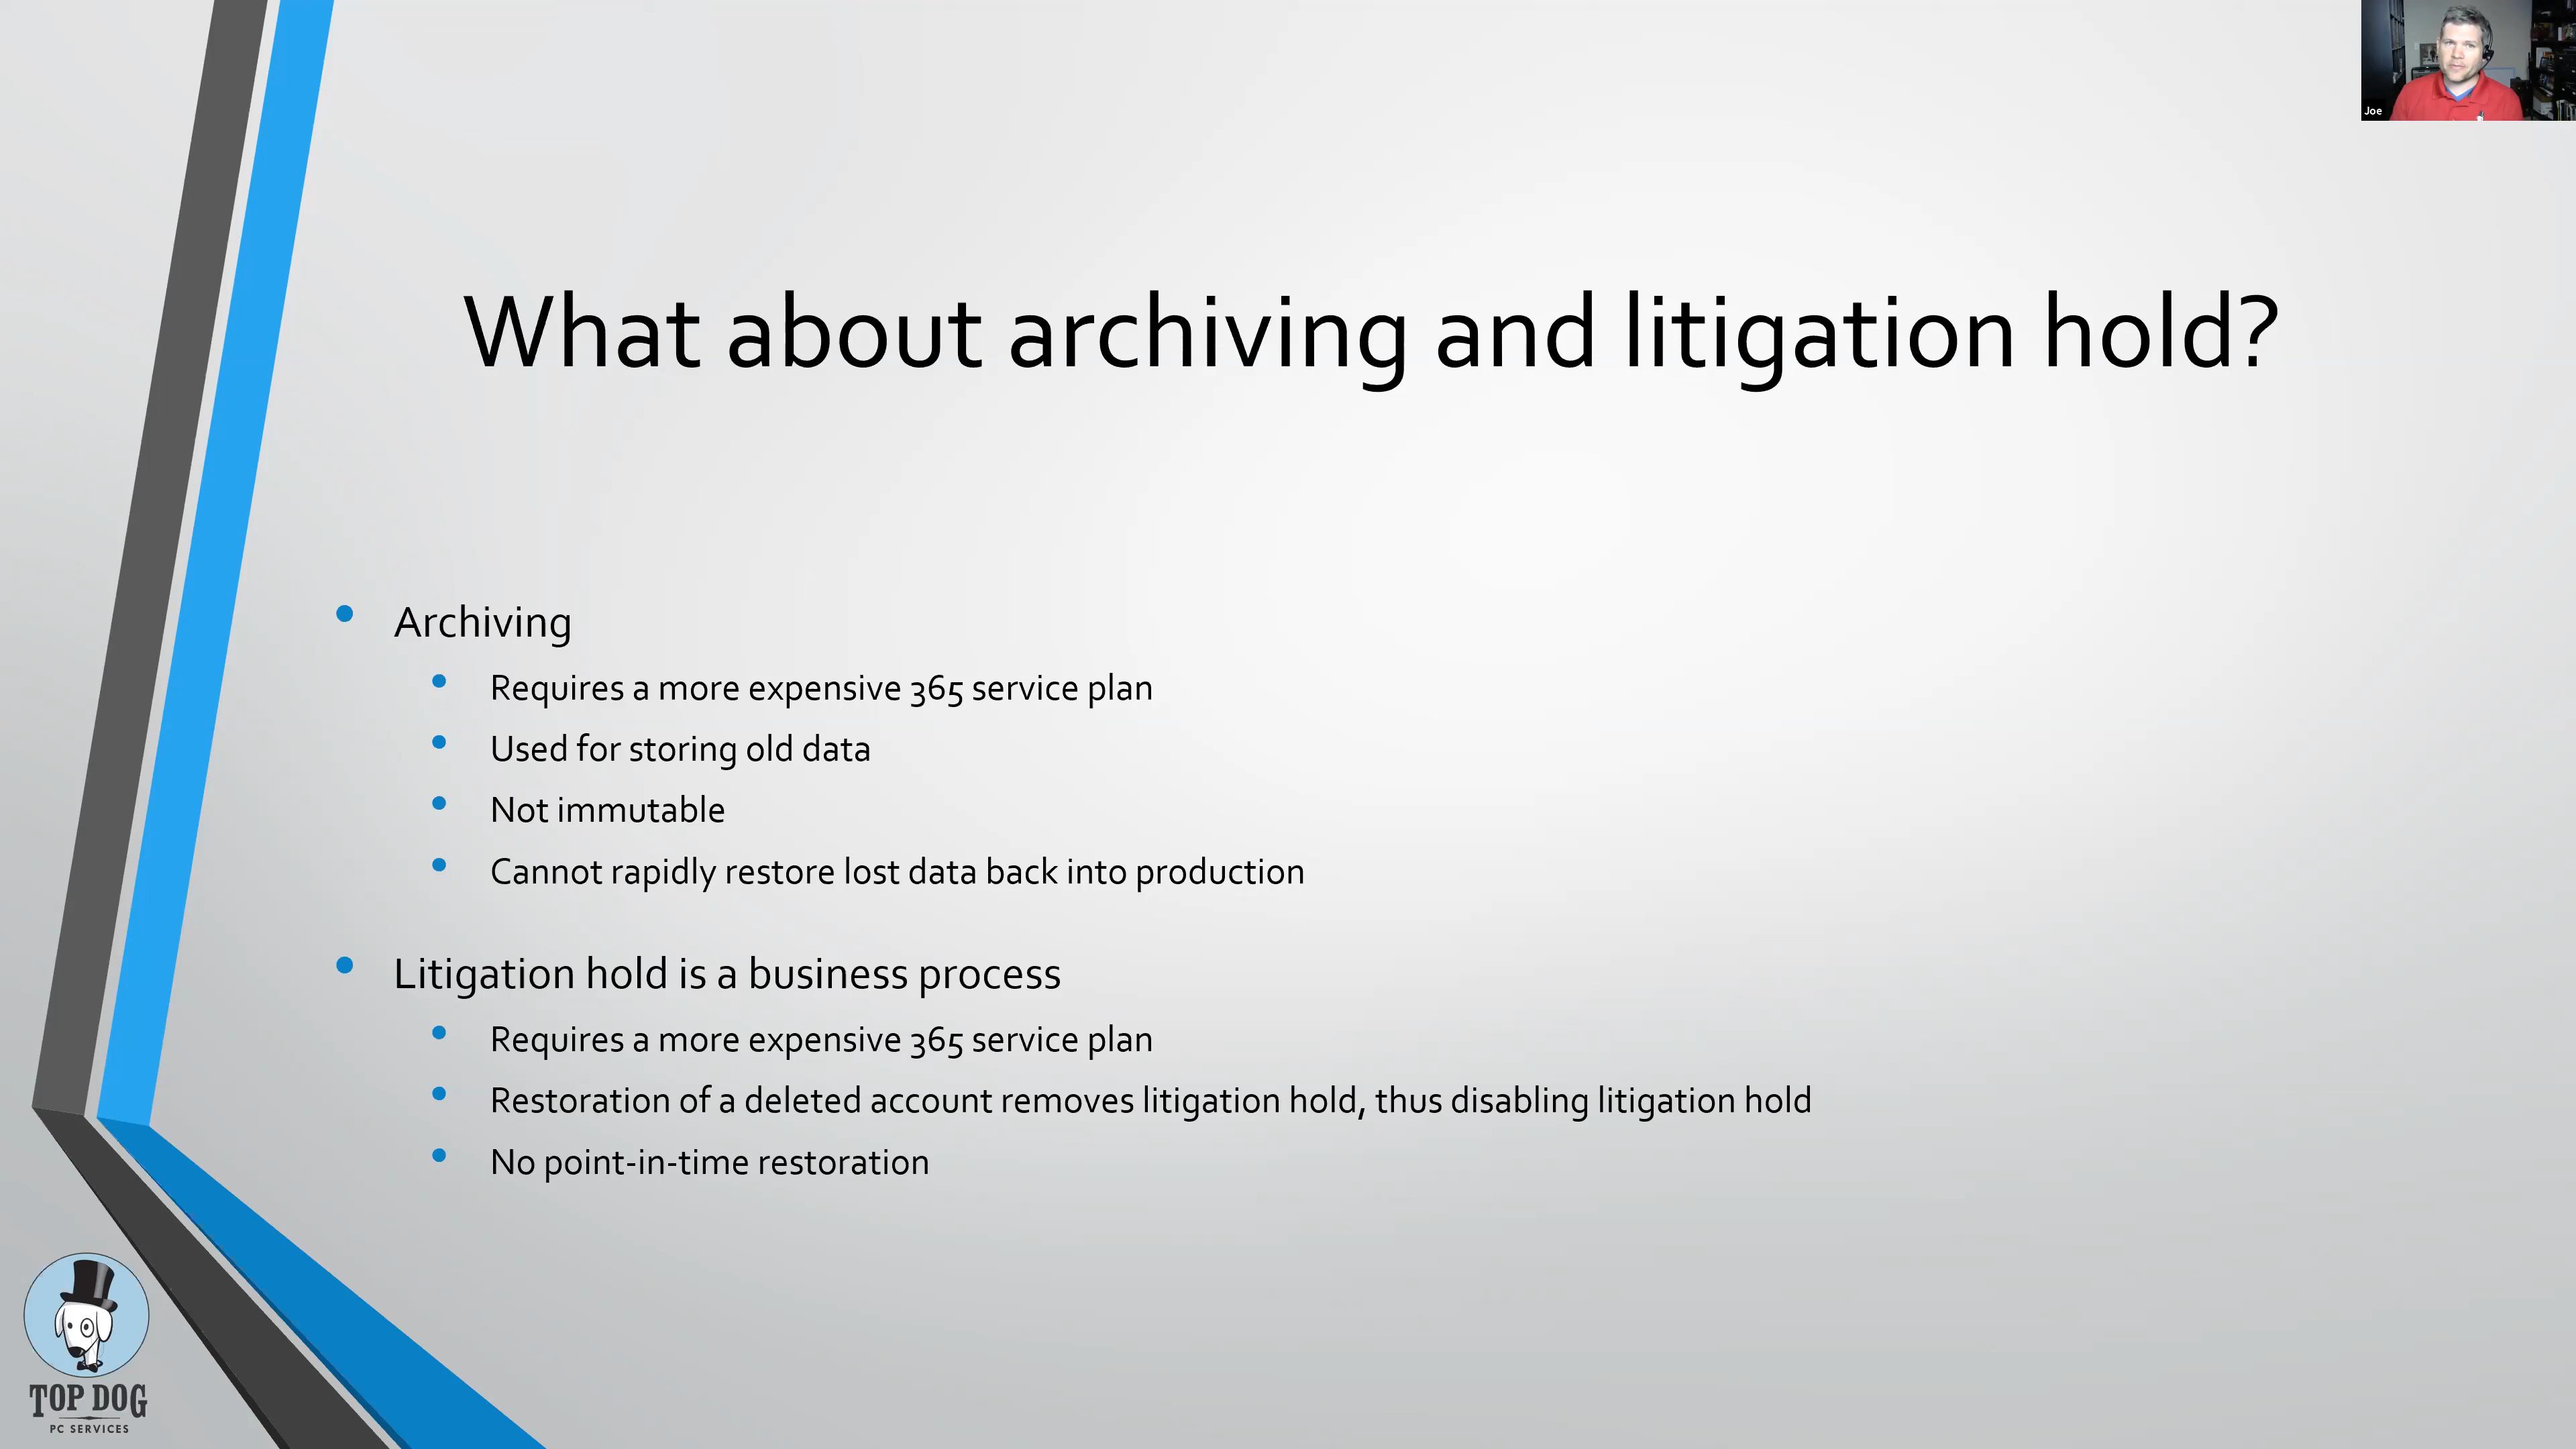 Joe
What about archiving and litigation hold?
Archiving
Requires a more expensive 365 service plan
Used for storing old data
Not immutable
Cannot rapidly restore lost data back into production
Litigation hold is a business process
Requires a more expensive 365 service plan
Restoration of a deleted account removes litigation hold, thus disabling litigation hold
No point-in-time restoration
TOP DOG
PC SERVICES